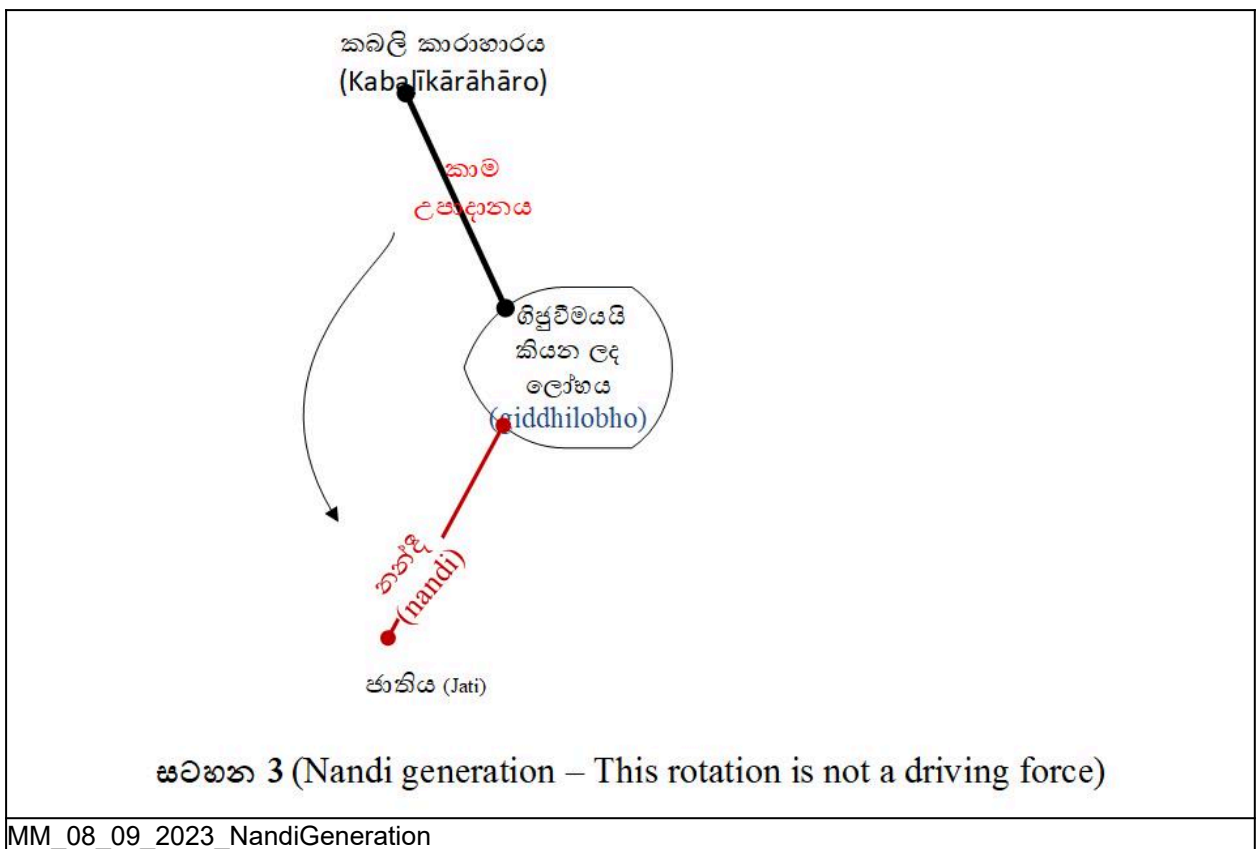 කබලි කාරාහාරය
(Kabaḷīkārāhāro)
කාම
උපාදානය
ගිජුවීමයයි
කියන ලද
ලෝභය
(giddhilobho)
නන්දි
(nandi)
ජාතිය (Jati)
සටහන 3 (Nandi generation – This rotation is not a driving force)
MM_08_09_2023_NandiGeneration